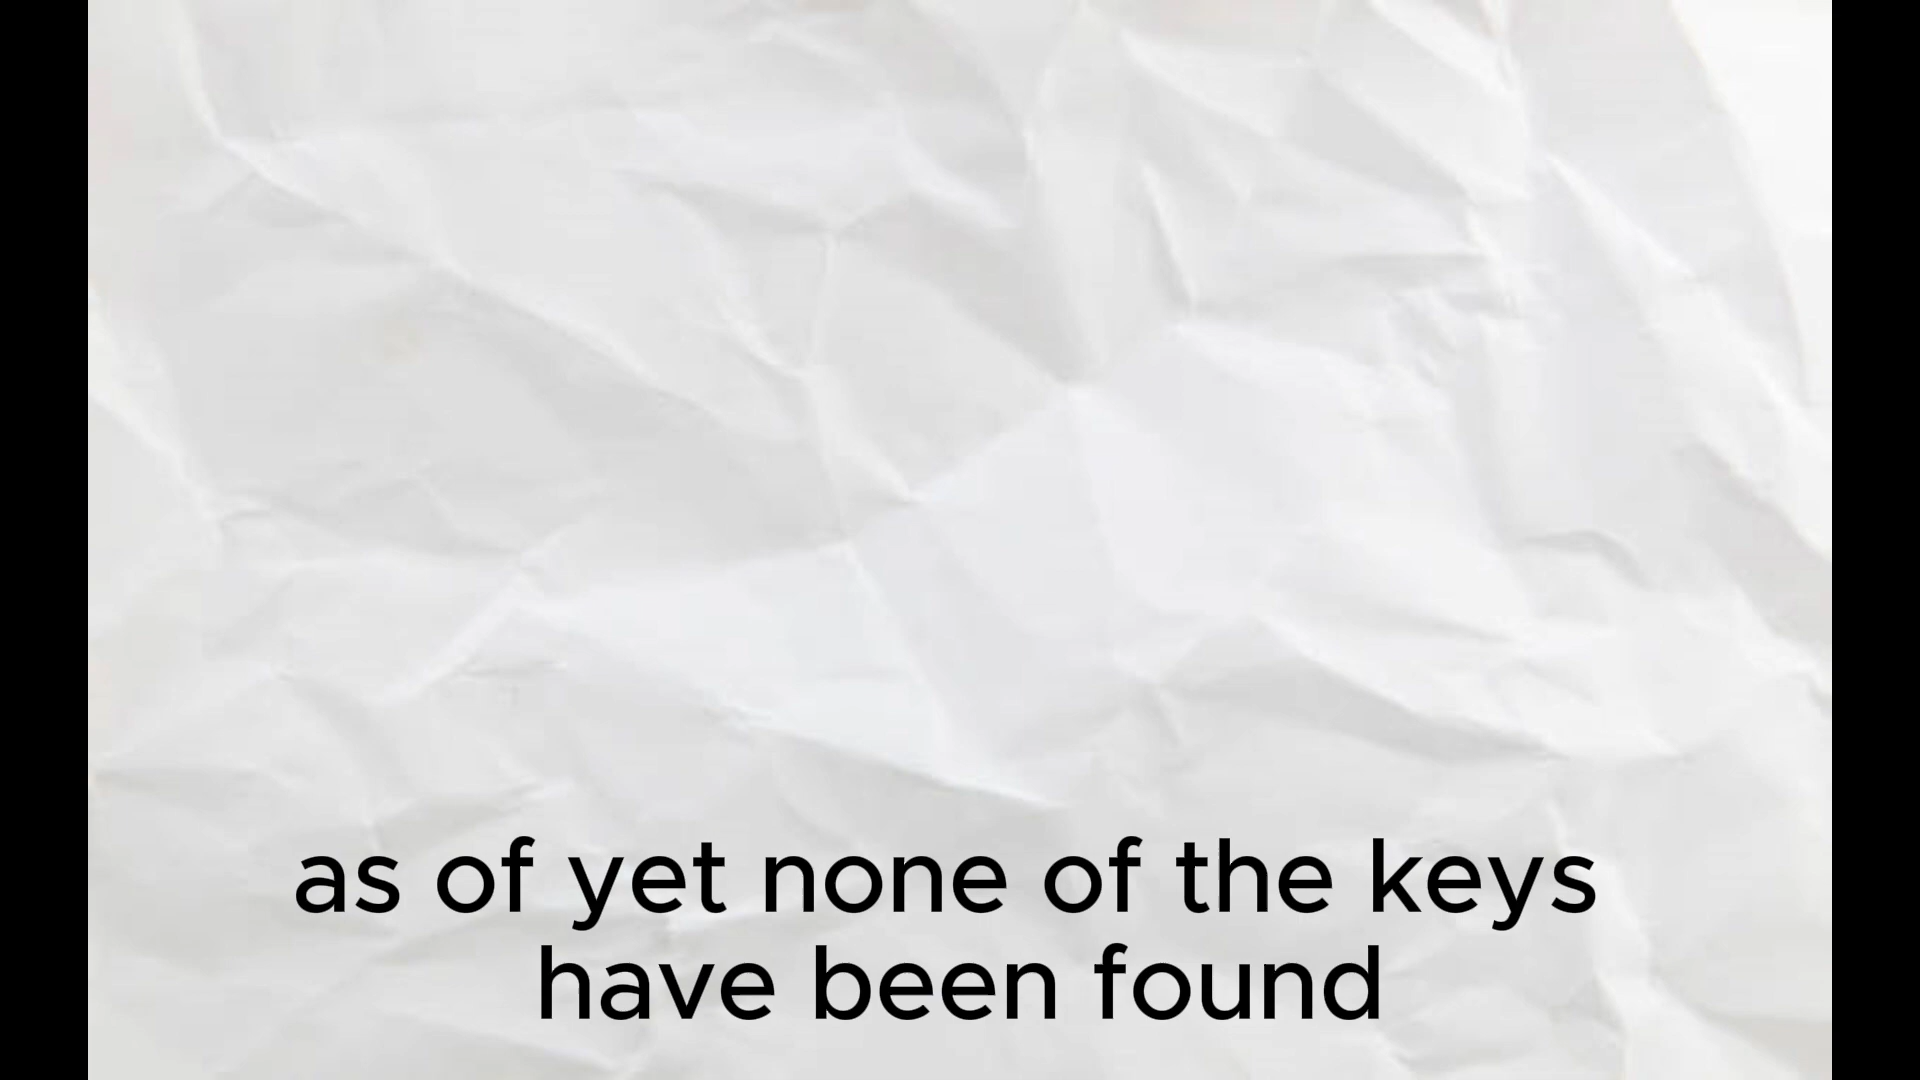 as of yet none of the keys
have been found